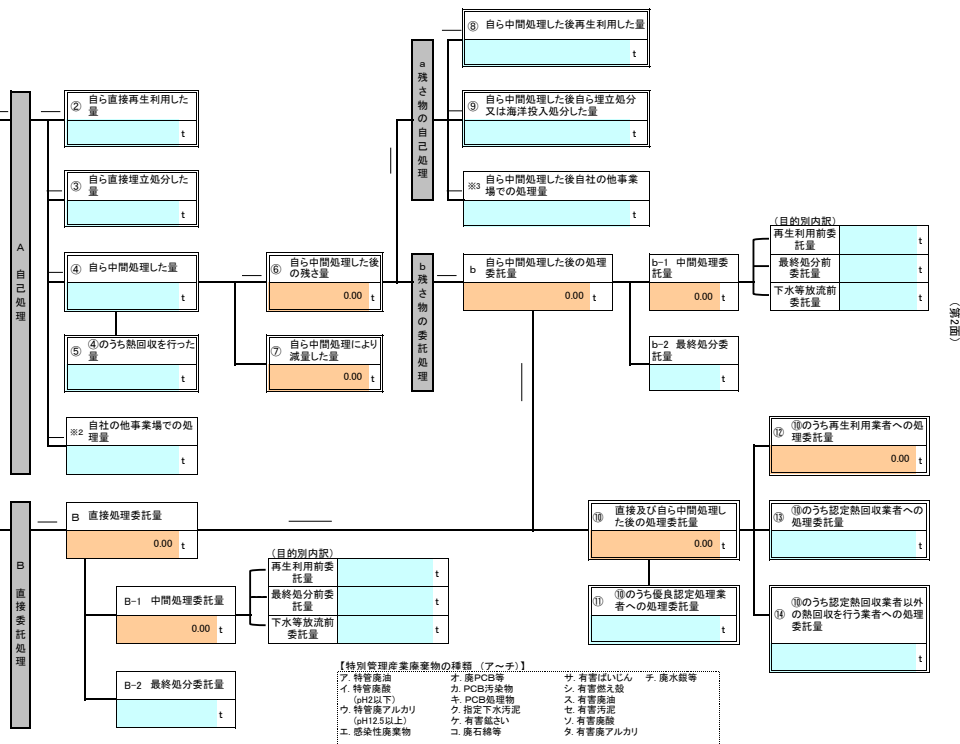 ⑧ 自ら中間処理した後再生利用した量
t
a 残さ物の自己処理
② 自ら直接再生利用した
量
t
⑨ 自ら中間処理した後自ら埋立処分
又は海洋投入処分した量
t
③ 自ら直接埋立処分した
量
t
※3 自ら中間処理した後自社の他事業
場での処理量
t
A 自己処理
④ 自ら中間処理した量
t
⑥ 自ら中間処理した後
の残さ量
0.00 t
b 残さ物の委託処理
b 自ら中間処理した後の処理
委託量
0.00 t
b-1 中間処理委
託量
0.00 t
(目的別内訳)
再生利用前委
託量
t
最終処分前
委託量
t
下水等放流前
委託量
t
(第2面)
⑤ ④のうち熱回収を行った
量
t
⑦ 自ら中間処理により
減量した量
0.00 t
b-2 最終処分委
託量
t
※2 自社の他事業場での処
理量
t
⑫ ⑩のうち再生利用業者への処
理委託量
0.00 t
B 直接委託処理
B 直接処理委託量
0.00 t
⑩ 直接及び自ら中間処理し
た後の処理委託量
0.00 t
⑬ ⑩のうち認定熱回収業者への
処理委託量
t
(目的別内訳)
再生利用前委
託量
t
最終処分前委
託量
t
下水等放流前
委託量
t
B-1 中間処理委託量
0.00 t
⑪ ⑩のうち優良認定処理業
者への処理委託量
t
⑭ ⑩のうち認定熱回収業者以外
の熱回収を行う業者への処理
委託量
t
B-2 最終処分委託量
t
【特別管理産業廃棄物の種類 (ア～チ)】
ア. 特管廃油 オ. 廃PCB等 サ. 有害ばいじん チ. 廃水銀等
イ. 特管廃酸 カ. PCB汚染物 シ. 有害燃え殻
(pH2以下) キ. PCB処理物 ス. 有害廃油
ウ. 特管廃アルカリ ク. 指定下水汚泥 セ. 有害汚泥
(pH12.5以上) ケ. 有害鉱さい ソ. 有害廃酸
エ. 感染性廃棄物 コ. 廃石綿等 タ. 有害廃アルカリ